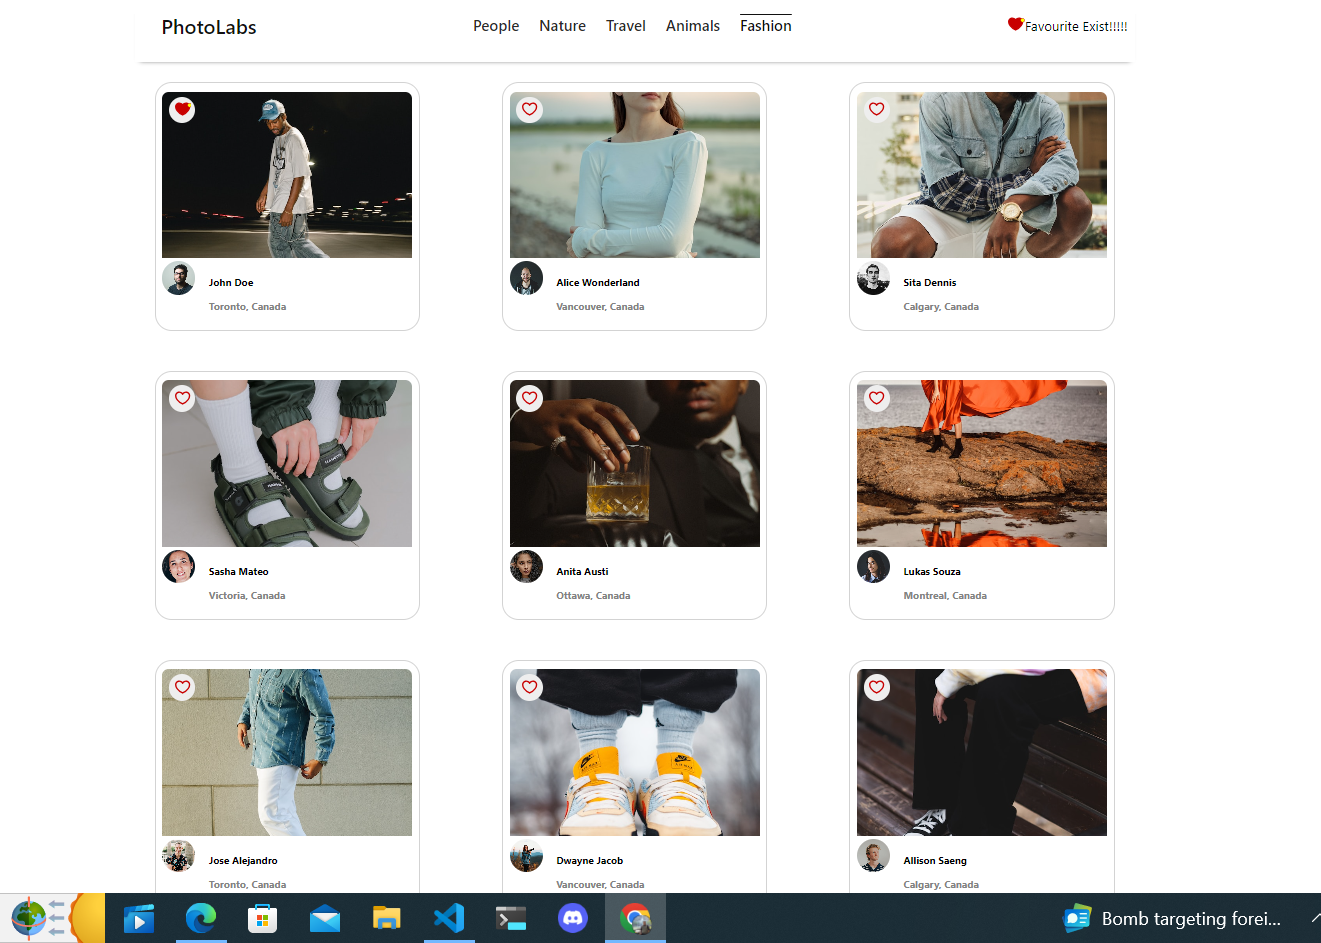 PhotoLabs
People Nature Travel Animals Fashion
Favourite Exist!!!!!
John Doe
Toronto, Canada
Alice Wonderland
Vancouver, Canada
Sita Dennis
Calgary, Canada
Sasha Mateo
Victoria, Canada
Anita Austi
Ottawa, Canada
Lukas Souza
Montreal, Canada
Jose Alejandro
Toronto, Canada
Dwayne Jacob
Vancouver, Canada
Allison Saeng
Calgary, Canada
Bomb targeting forei...